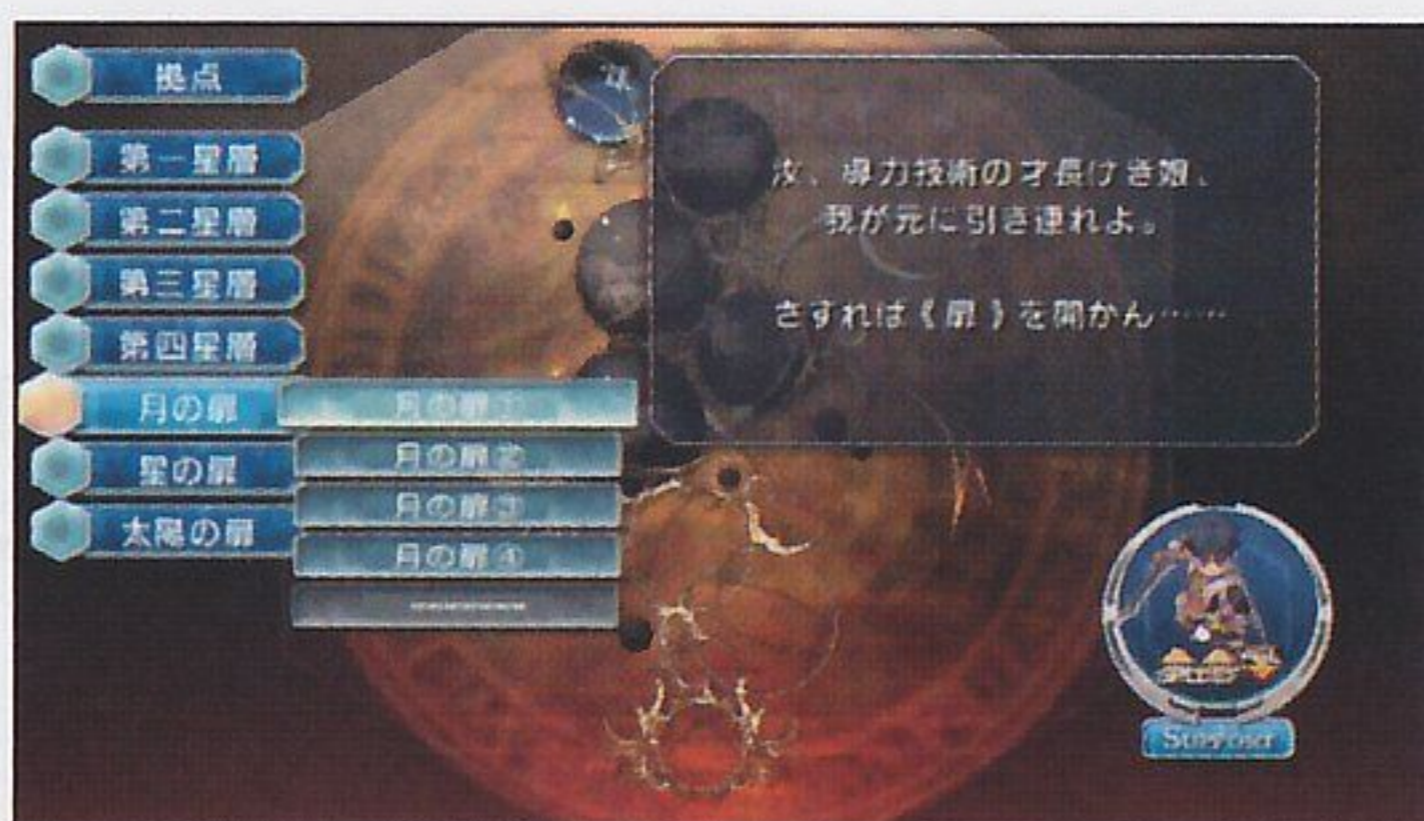 拠点
第一星層
第二星層
第三星層
第四星層
月の扉
星の扉
太陽の扉
月の扉①
月の扉②
月の扉③
月の扉④
汝、導力技術の才長けき娘、
我が元に引き連れよ。
さすれば《扉》を開かん……
SUPPORT